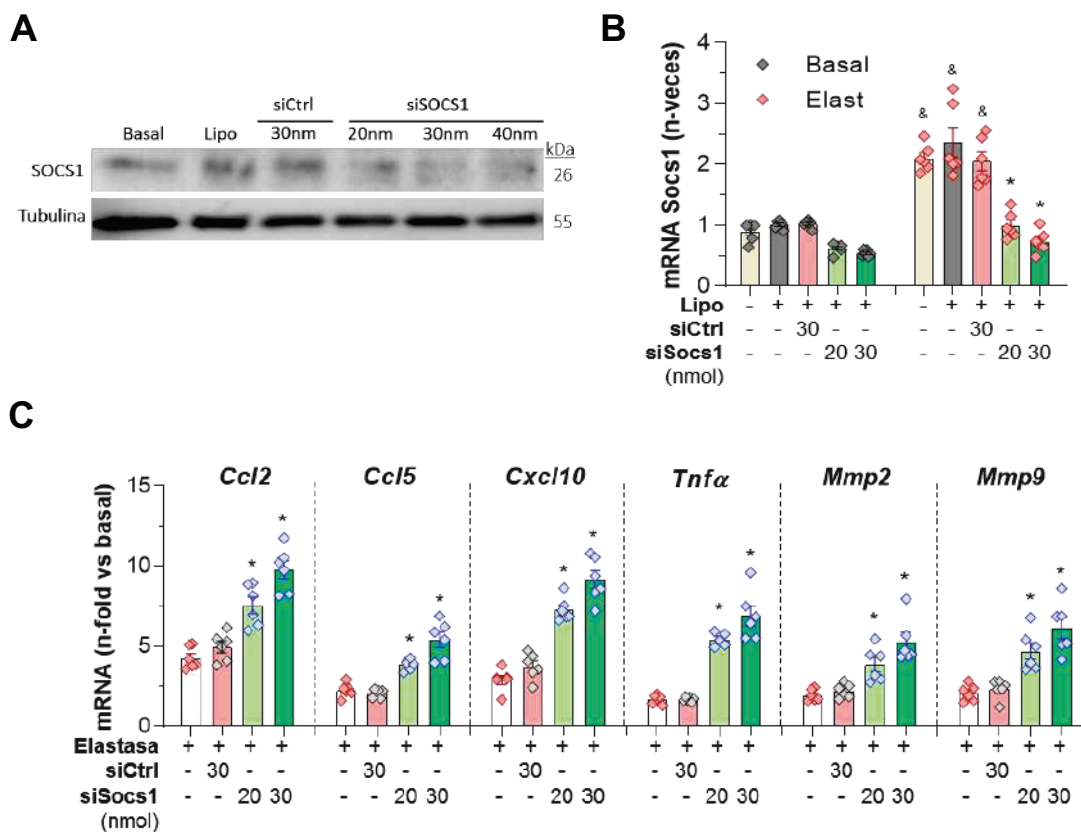 A
siCtrl siSOCS1
Basal Lipo 30nm 20nm 30nm 40nm
kDa
SOCS1 26
Tubulina 55
B
mRNA Socs1 (n-veces)
4
3
2
1
0
Basal
Elast
& & &
* *
Lipo - + + + + - + + + +
siCtrl - - 30 - - - - 30 - -
siSocs1 - - - 20 30 - - - 20 30
(nmol)
C
Ccl2 Ccl5 Cxcl10 Tnfα Mmp2 Mmp9
mRNA (n-fold vs basal)
15
10
5
0
* * * * * * * * * * * *
Elastasa + + + + + + + + + + + + + + + + + + + + + + + +
siCtrl - 30 - - - 30 - - - 30 - - - 30 - - - 30 - - - 30 - -
siSocs1 - - 20 30 - - 20 30 - - 20 30 - - 20 30 - - 20 30 - - 20 30
(nmol)